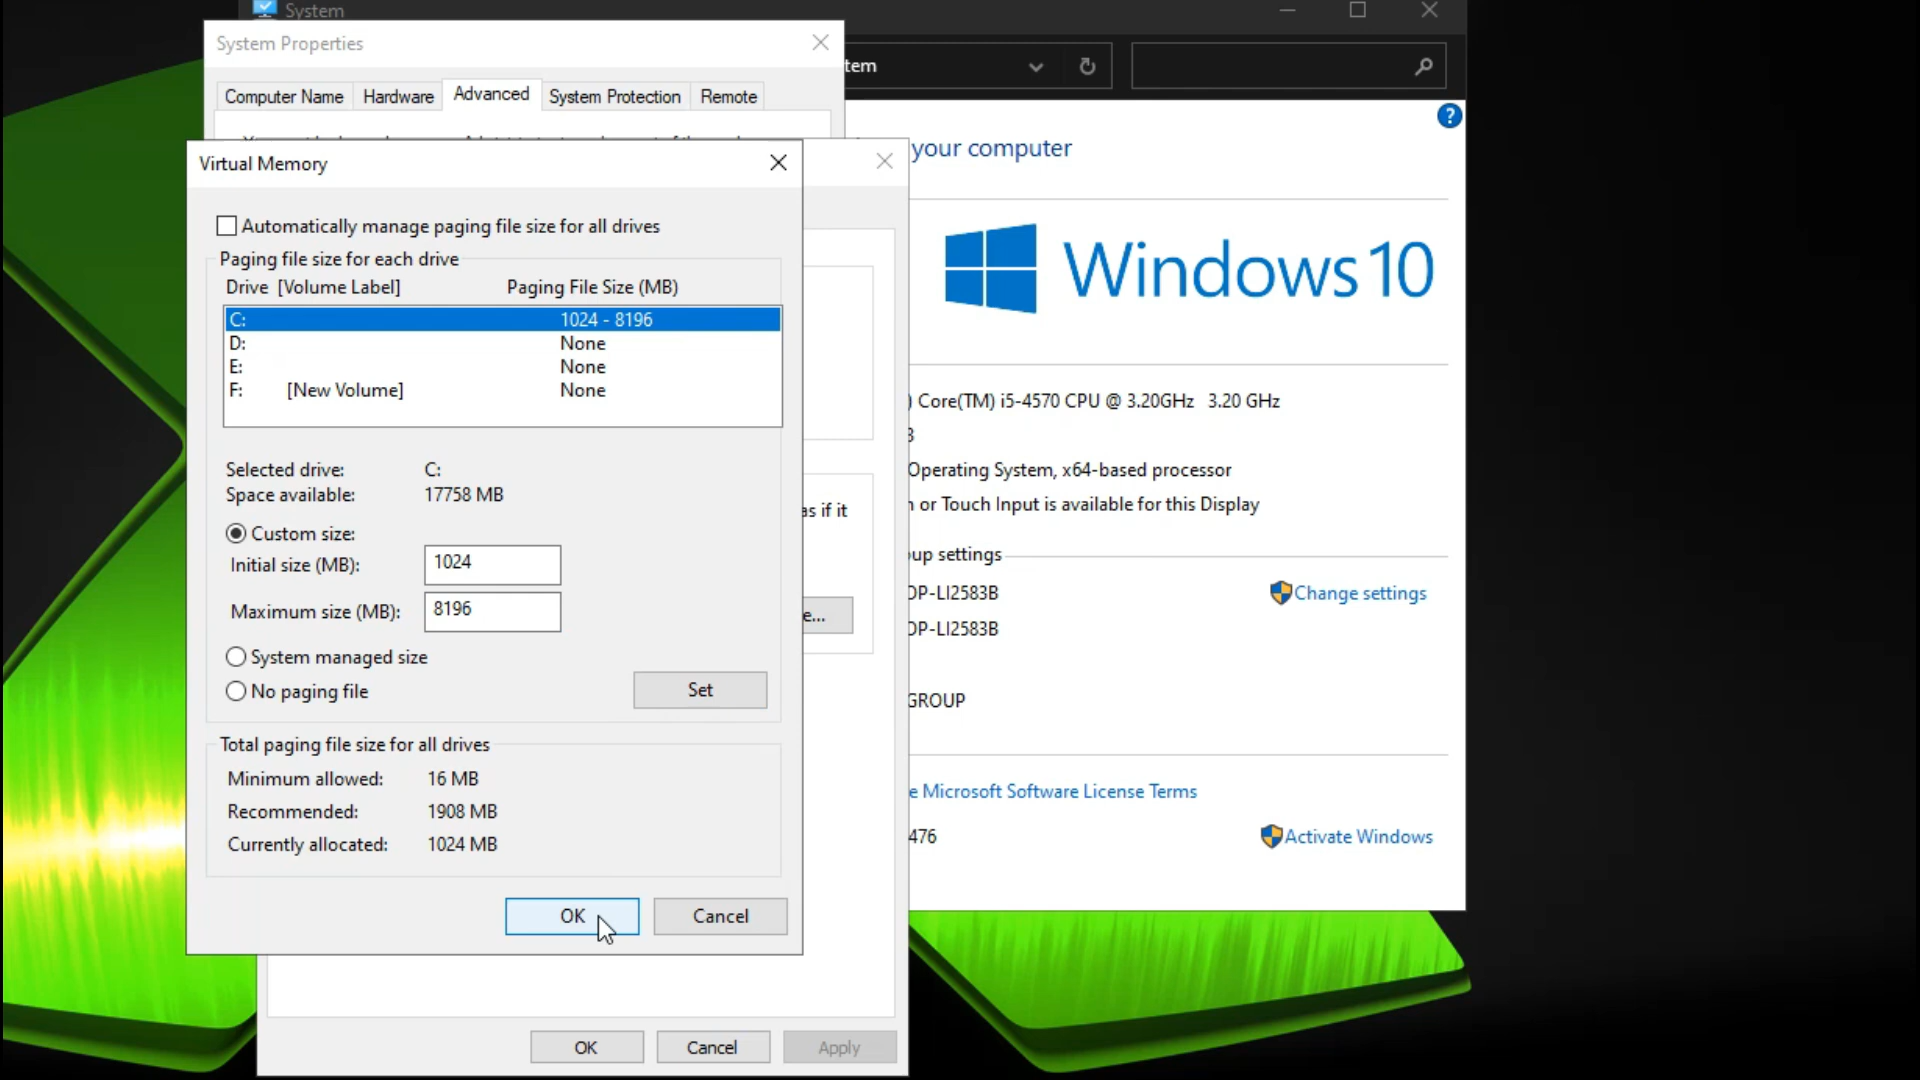 System
System Properties
tem
Computer Name
Hardware
Advanced
System Protection
Remote
?
your computer
Virtual Memory
Automatically manage paging file size for all drives
Paging file size for each drive
Drive [Volume Label] Paging File Size (MB)
C: 1024 - 8196
D: None
E: None
F: [New Volume] None
Selected drive: C:
Space available: 17758 MB
Custom size:
Initial size (MB): 1024
Maximum size (MB): 8196
System managed size
No paging file
Set
Total paging file size for all drives
Minimum allowed: 16 MB
Recommended: 1908 MB
Currently allocated: 1024 MB
OK
Cancel
as if it
e...
OK
Cancel
Apply
Windows 10
) Core(TM) i5-4570 CPU @ 3.20GHz 3.20 GHz
Operating System, x64-based processor
or Touch Input is available for this Display
up settings
OP-LI2583B
Change settings
OP-LI2583B
GROUP
e Microsoft Software License Terms
476
Activate Windows